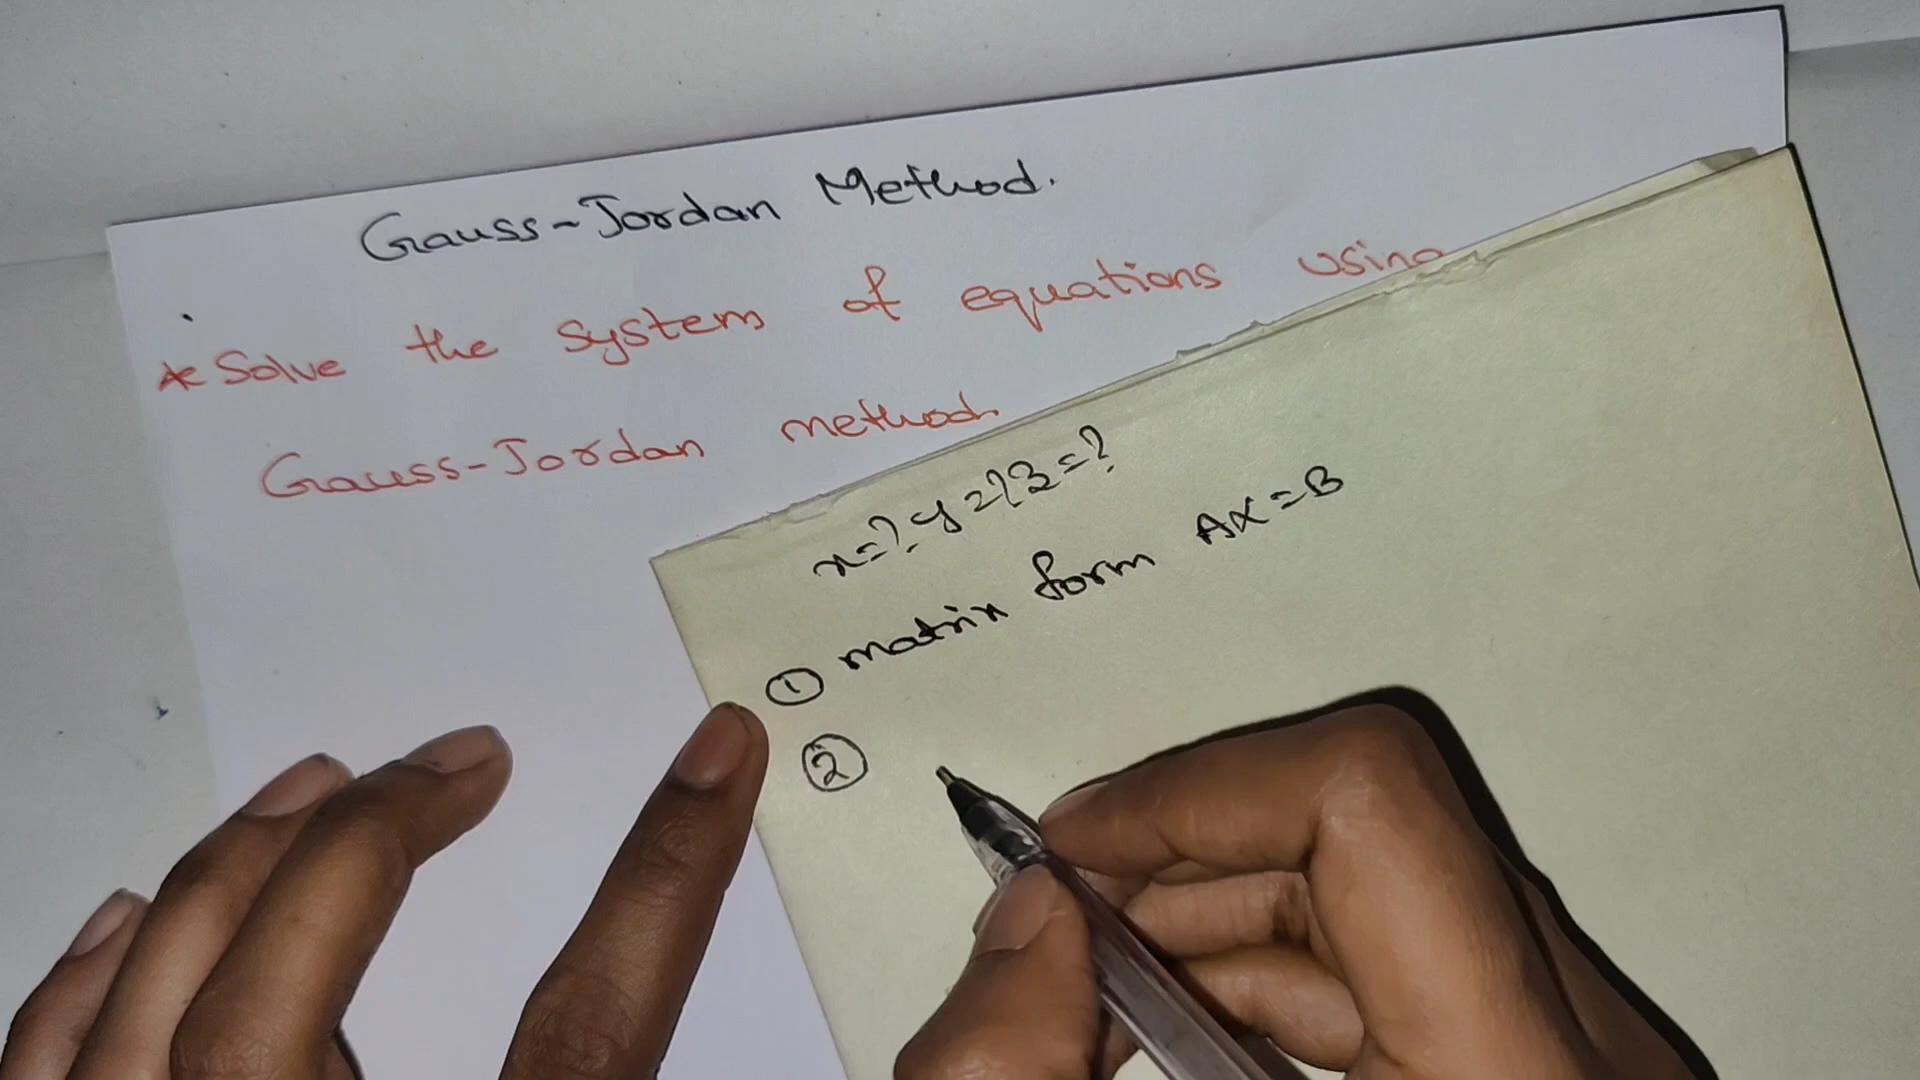 Gauss-Jordan Method.
* Solve the system of equations using
Gauss-Jordan method.
x=? y=? z=?
① matrix form AX=B
②